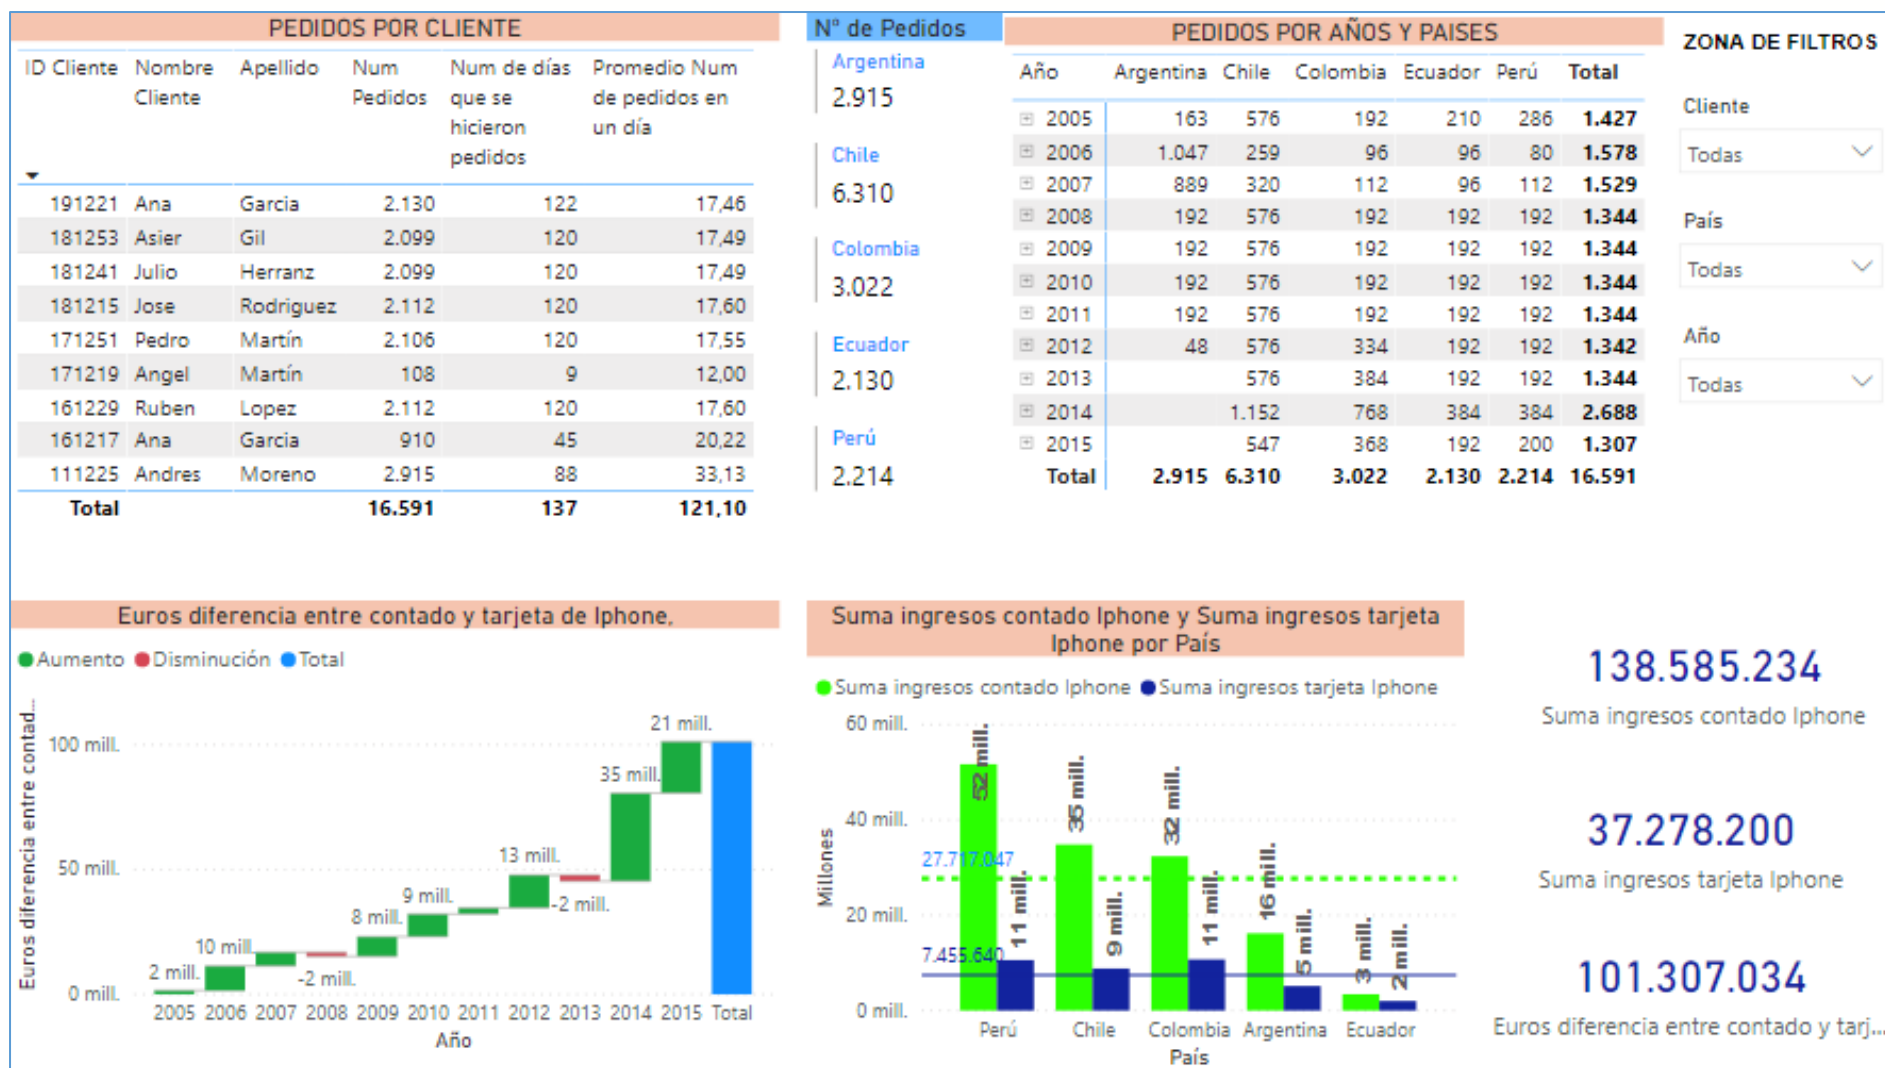 PEDIDOS POR CLIENTE
ID Cliente Nombre Cliente Apellido Num Pedidos Num de días que se hicieron pedidos Promedio Num de pedidos en un día
191221 Ana Garcia 2.130 122 17,46
181253 Asier Gil 2.099 120 17,49
181241 Julio Herranz 2.099 120 17,49
181215 Jose Rodriguez 2.112 120 17,60
171251 Pedro Martín 2.106 120 17,55
171219 Angel Martín 108 9 12,00
161229 Ruben Lopez 2.112 120 17,60
161217 Ana Garcia 910 45 20,22
111225 Andres Moreno 2.915 88 33,13
Total 16.591 137 121,10
Nº de Pedidos
Argentina
2.915
Chile
6.310
Colombia
3.022
Ecuador
2.130
Perú
2.214
PEDIDOS POR AÑOS Y PAISES
Año Argentina Chile Colombia Ecuador Perú Total
2005 163 576 192 210 286 1.427
2006 1.047 259 96 96 80 1.578
2007 889 320 112 96 112 1.529
2008 192 576 192 192 192 1.344
2009 192 576 192 192 192 1.344
2010 192 576 192 192 192 1.344
2011 192 576 192 192 192 1.344
2012 48 576 334 192 192 1.342
2013 576 384 192 192 1.344
2014 1.152 768 384 384 2.688
2015 547 368 192 200 1.307
Total 2.915 6.310 3.022 2.130 2.214 16.591
ZONA DE FILTROS
Cliente
Todas
País
Todas
Año
Todas
Euros diferencia entre contado y tarjeta de Iphone,
Aumento Disminución Total
Euros diferencia entre contad...
100 mill.
50 mill.
0 mill.
2 mill.
10 mill.
-2 mill.
8 mill.
9 mill.
13 mill.
-2 mill.
35 mill.
21 mill.
2005 2006 2007 2008 2009 2010 2011 2012 2013 2014 2015 Total
Año
Suma ingresos contado Iphone y Suma ingresos tarjeta
Iphone por País
Suma ingresos contado Iphone Suma ingresos tarjeta Iphone
Millones
60 mill.
40 mill.
20 mill.
0 mill.
27.717.047
7.455.640
52 mill.
11 mill.
35 mill.
9 mill.
32 mill.
11 mill.
16 mill.
5 mill.
3 mill.
2 mill.
Perú Chile Colombia Argentina Ecuador
País
138.585.234
Suma ingresos contado Iphone
37.278.200
Suma ingresos tarjeta Iphone
101.307.034
Euros diferencia entre contado y tarj...